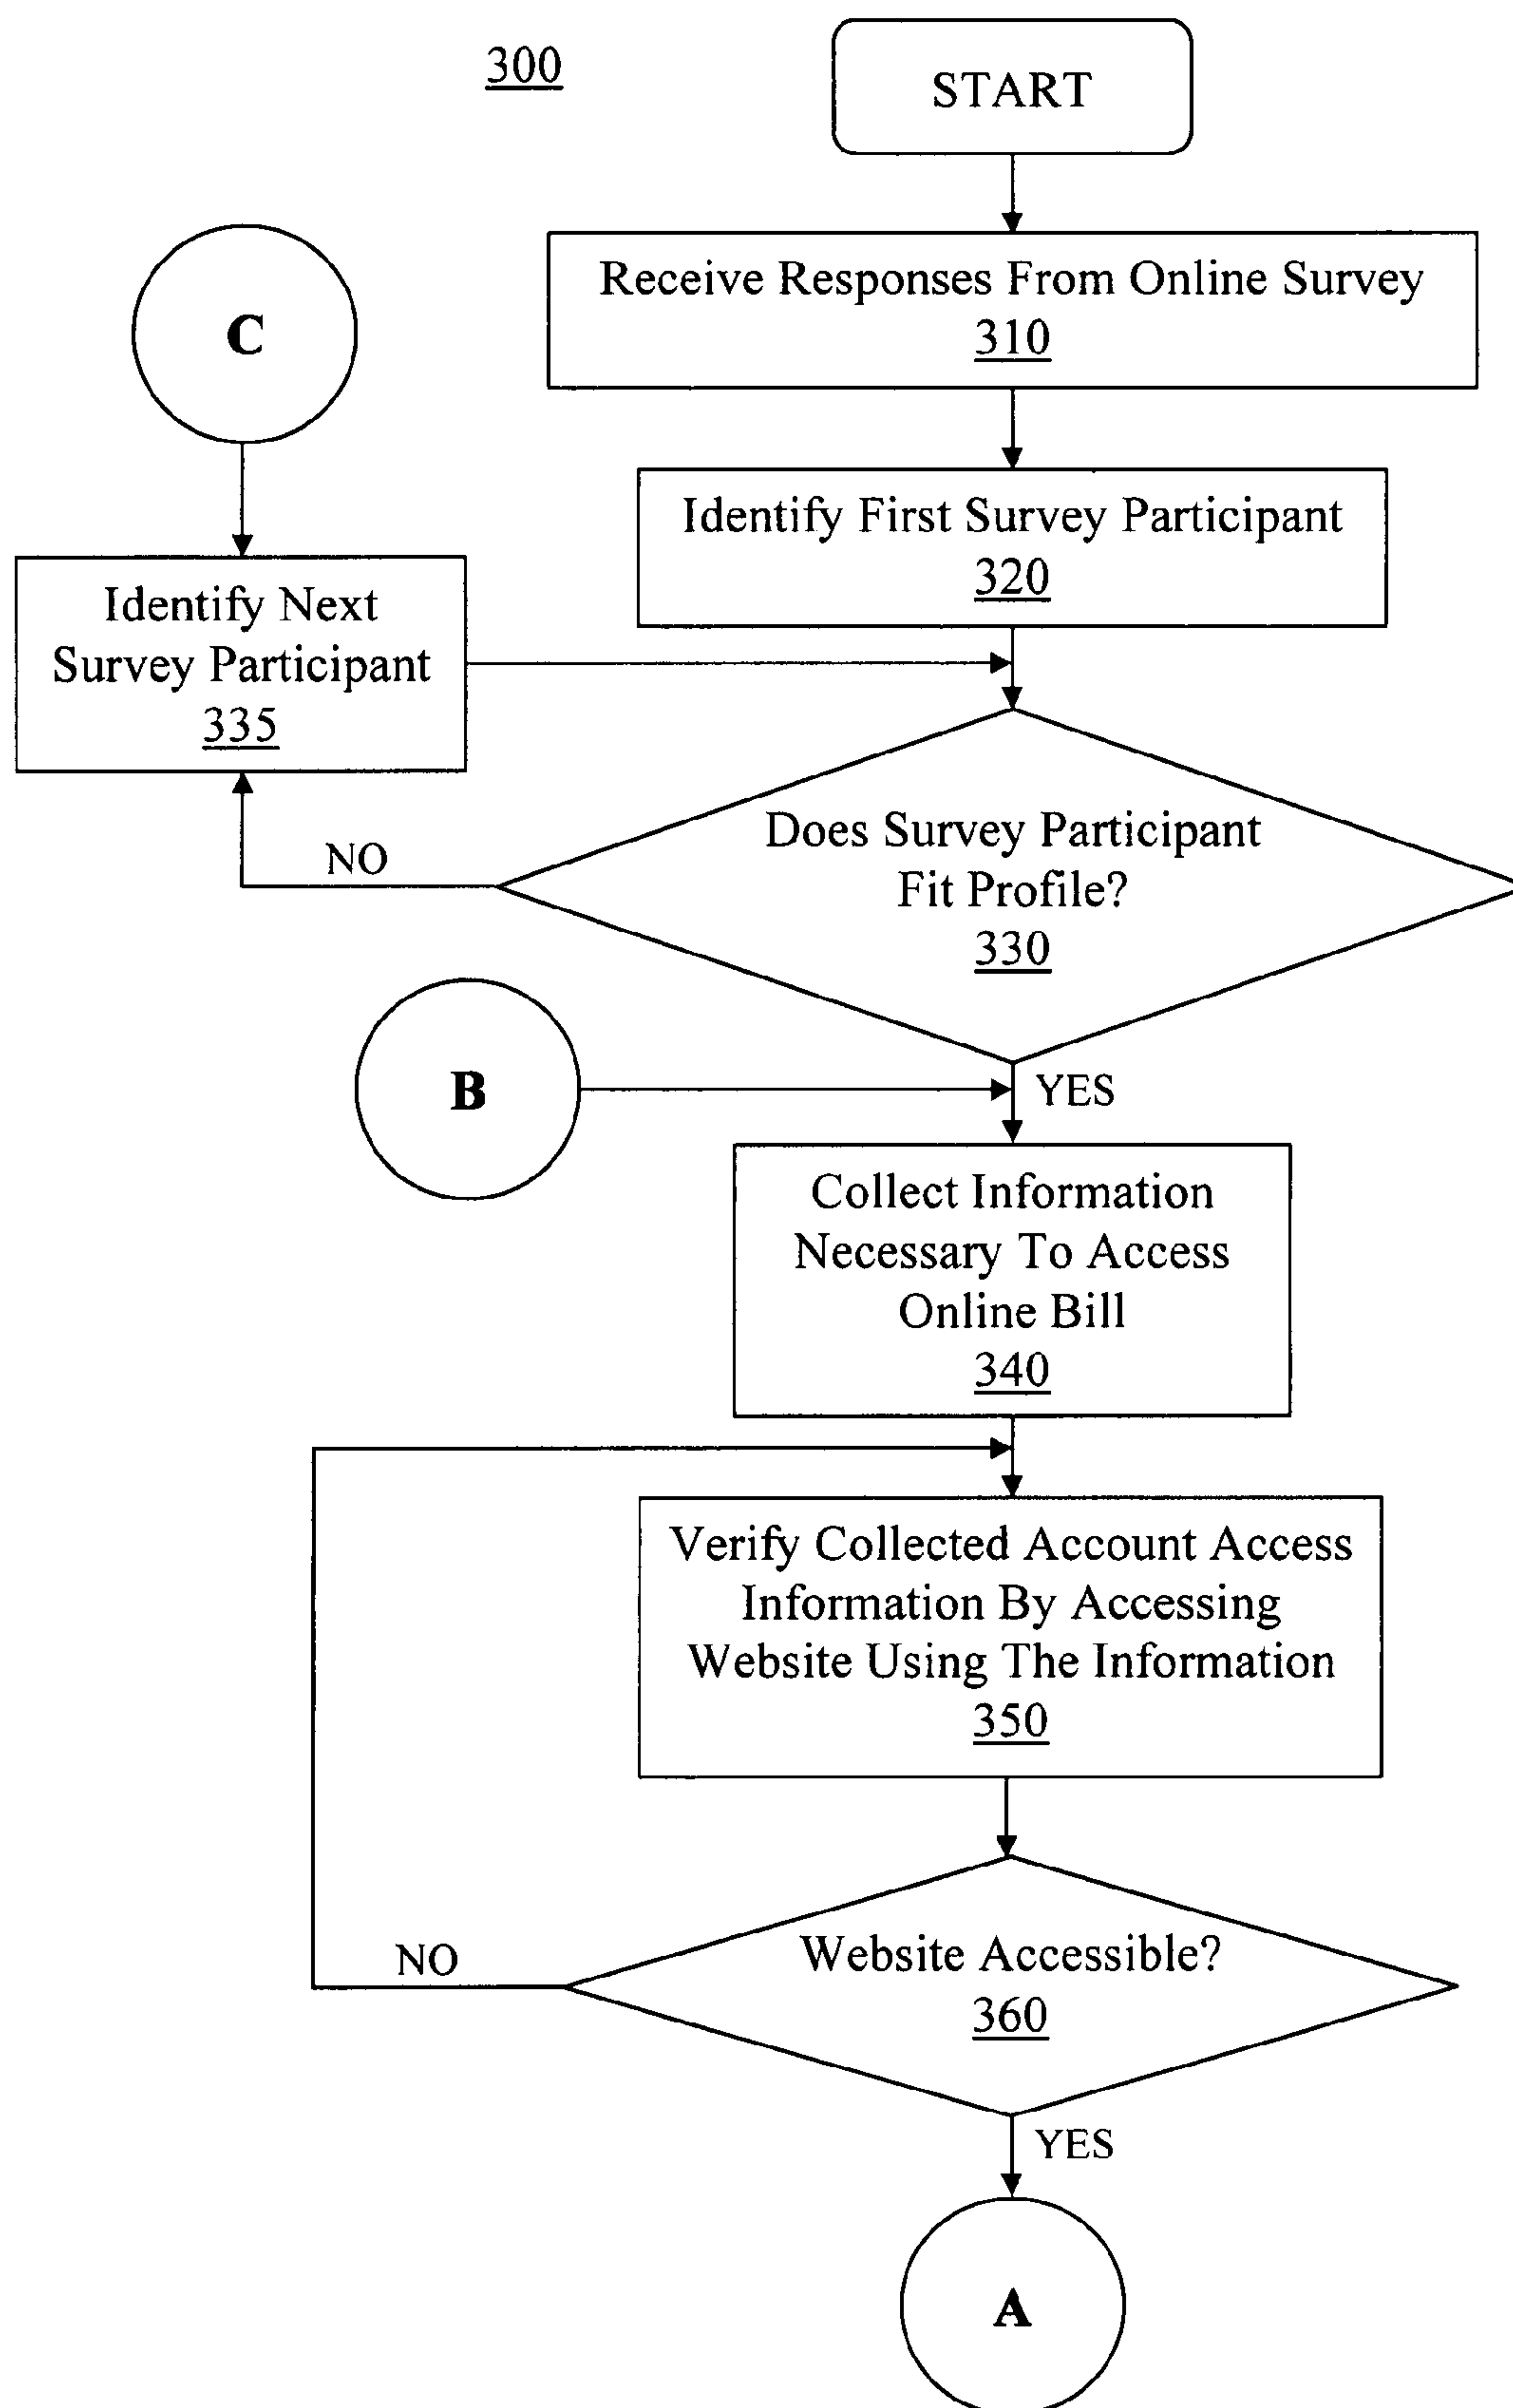 300
START
Receive Responses From Online Survey
310
C
Identify First Survey Participant
320
Identify Next
Survey Participant
335
Does Survey Participant
Fit Profile?
330
NO
B
YES
Collect Information
Necessary To Access
Online Bill
340
Verify Collected Account Access
Information By Accessing
Website Using The Information
350
Website Accessible?
360
NO
YES
A